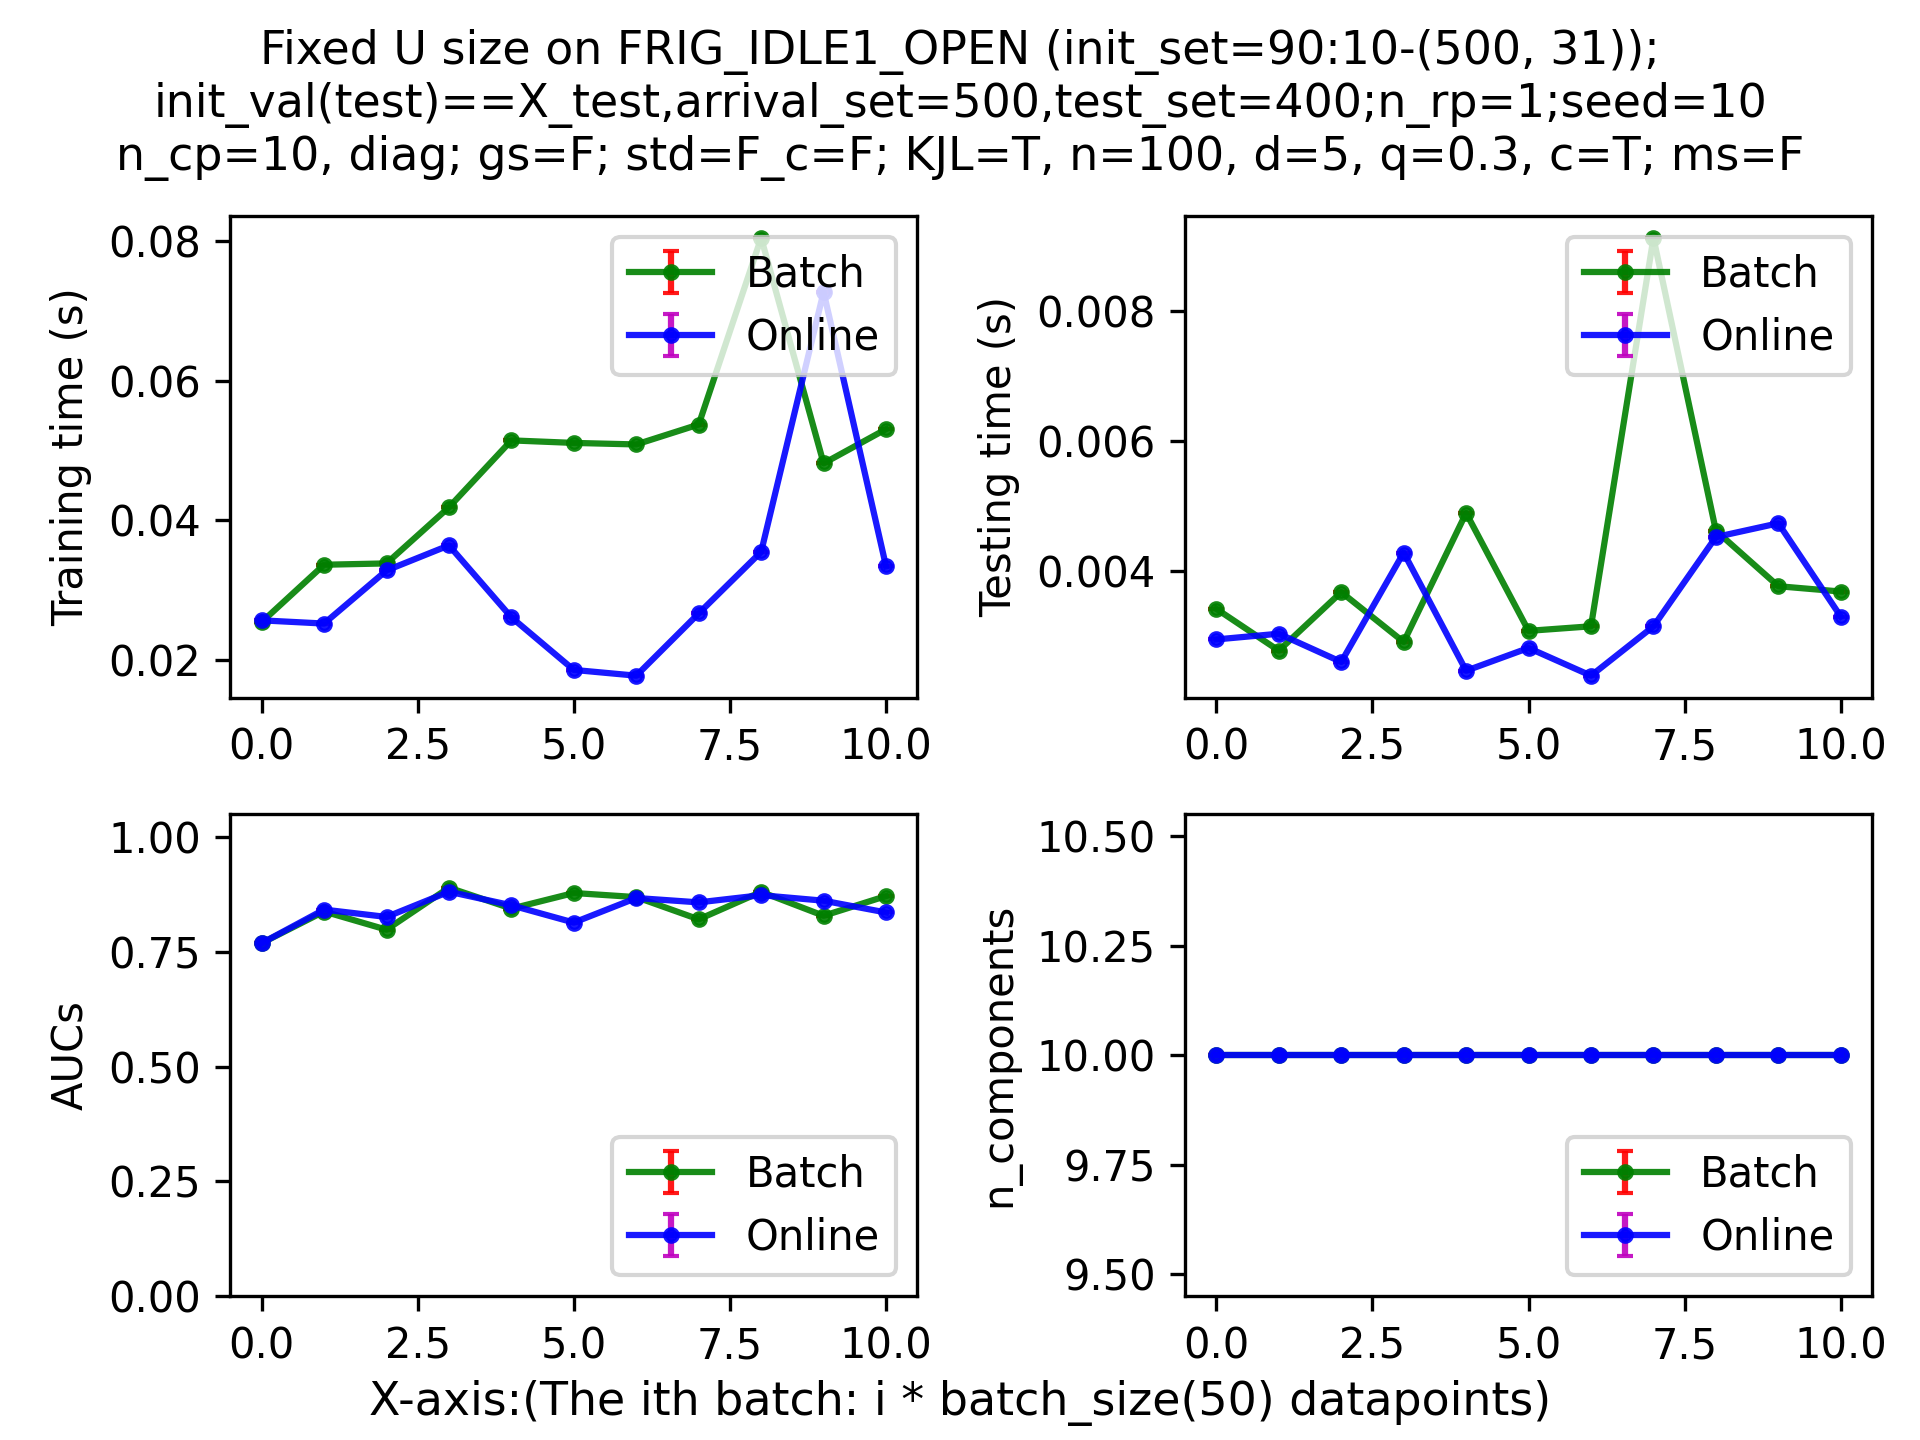 Fixed U size on FRIG_IDLE1_OPEN (init_set=90:10-(500, 31));
init_val(test)==X_test,arrival_set=500,test_set=400;n_rp=1;seed=10
n_cp=10, diag; gs=F; std=F_c=F; KJL=T, n=100, d=5, q=0.3, c=T; ms=F
Training time (s)
0.08
0.06
0.04
0.02
Batch
Online
0.0 2.5 5.0 7.5 10.0
Testing time (s)
0.008
0.006
0.004
Batch
Online
0.0 2.5 5.0 7.5 10.0
AUCs
1.00
0.75
0.50
0.25
0.00
Batch
Online
0.0 2.5 5.0 7.5 10.0
n_components
10.50
10.25
10.00
9.75
9.50
Batch
Online
0.0 2.5 5.0 7.5 10.0
X-axis:(The ith batch: i * batch_size(50) datapoints)